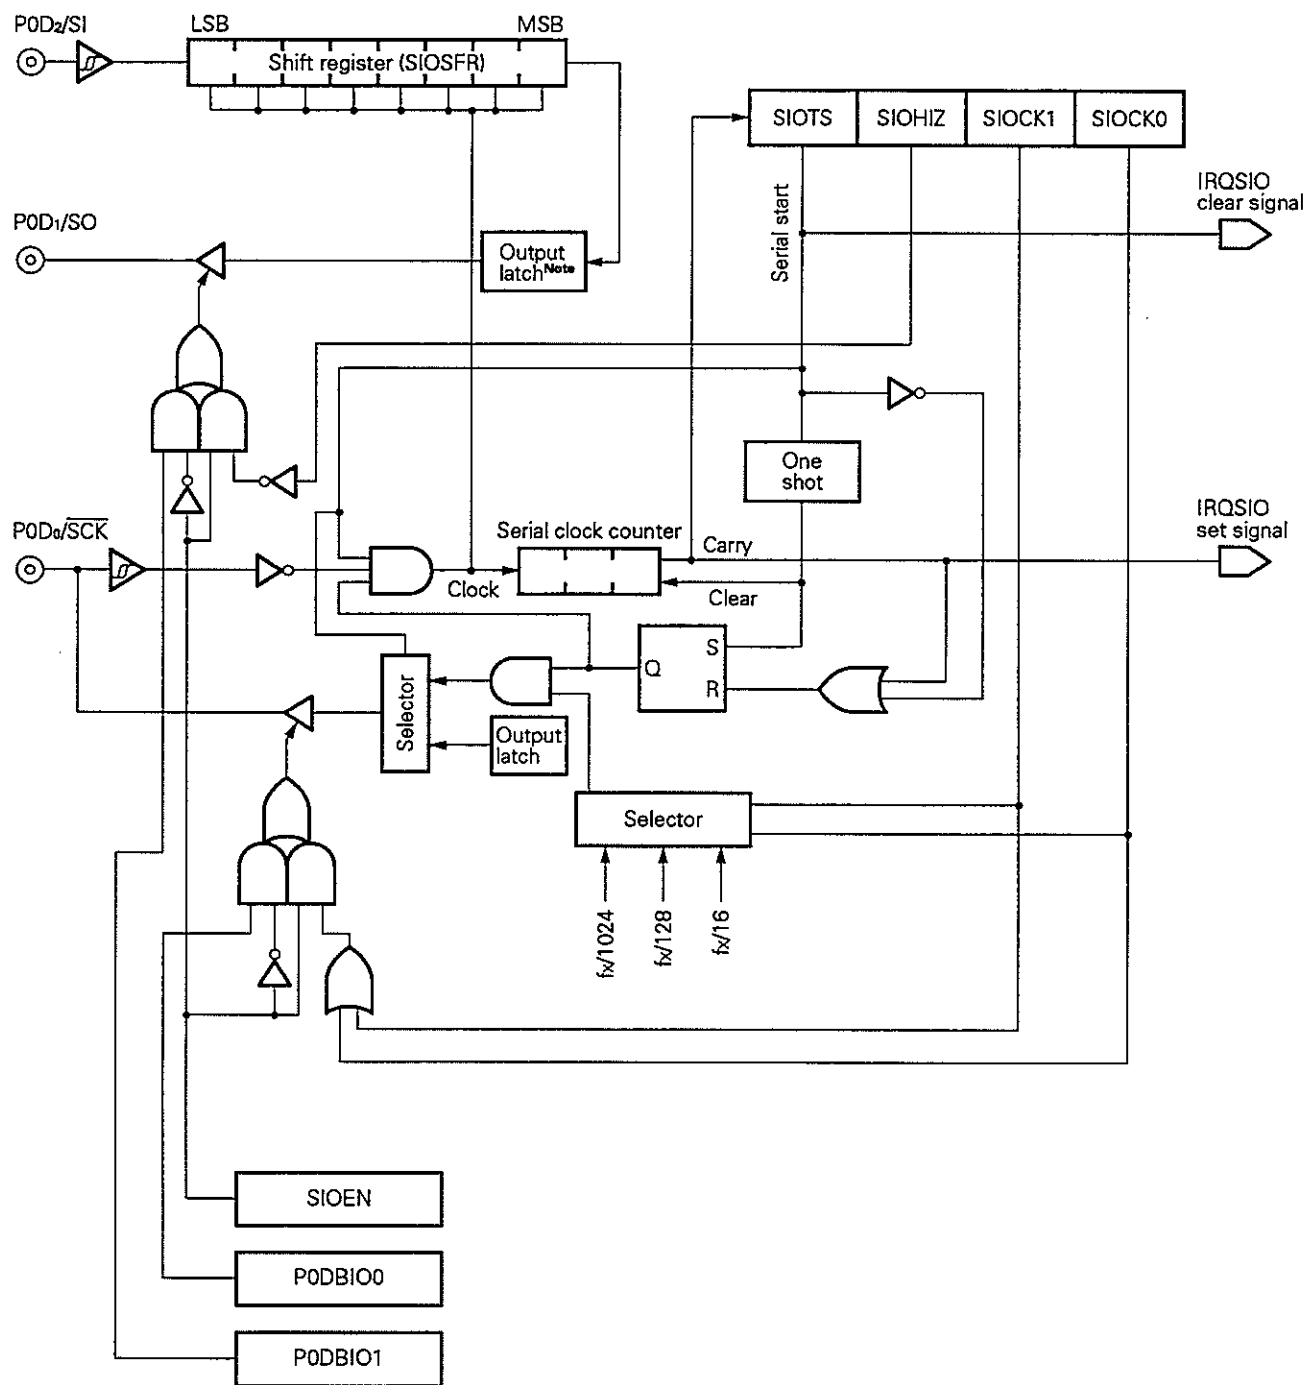 P0D₂/SI
LSB
MSB
Shift register (SIOSFR)
SIOTS
SIOHIZ
SIOCK1
SIOCK0
Serial start
IRQSIO
clear signal
P0D₁/SO
Output
latchNote
One
shot
P0D₀/SCK
Serial clock counter
Carry
IRQSIO
set signal
Clock
Clear
Selector
Q
S
R
Output
latch
Selector
fx/1024
fx/128
fx/16
SIOEN
P0DBIO0
P0DBIO1